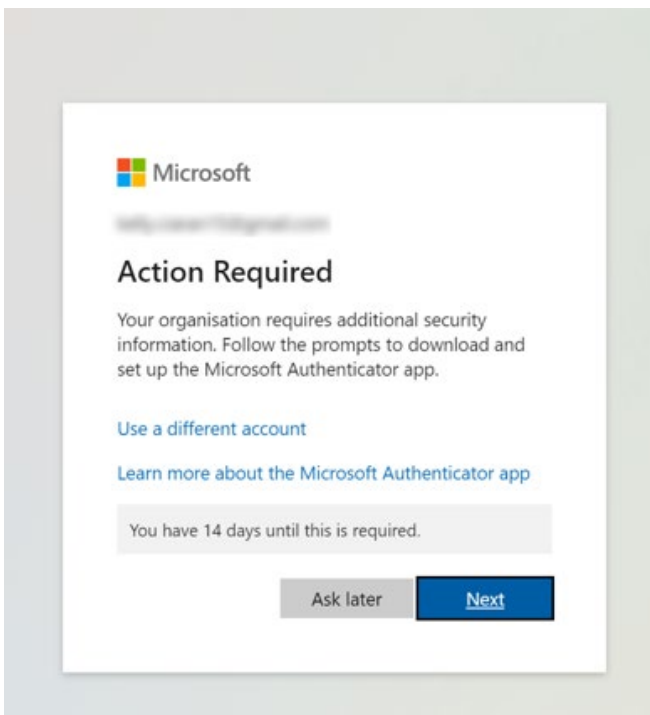 Microsoft
Action Required
Your organisation requires additional security
information. Follow the prompts to download and
set up the Microsoft Authenticator app.
Use a different account
Learn more about the Microsoft Authenticator app
You have 14 days until this is required.
Ask later
Next